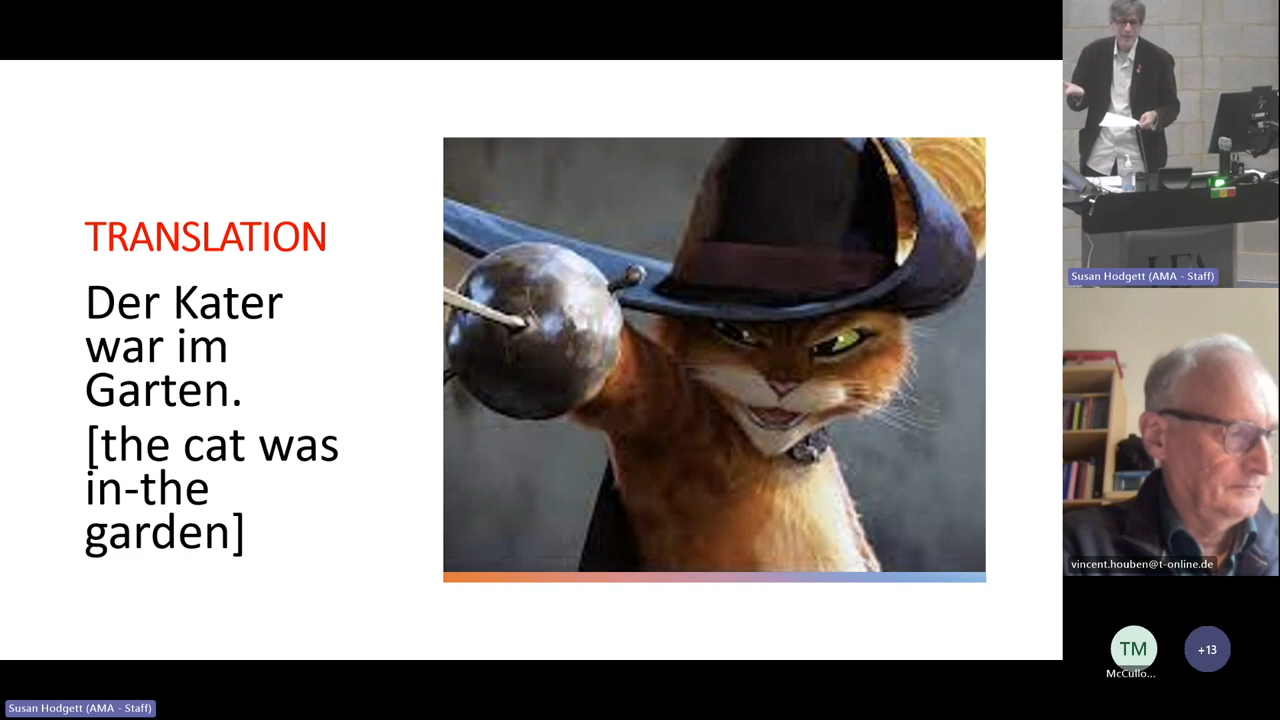 TRANSLATION
Der Kater
war im
Garten.
[the cat was
in-the
garden]
Susan Hodgett (AMA - Staff)
vincent.houben@t-online.de
TM
McCullo...
+13
Susan Hodgett (AMA - Staff)